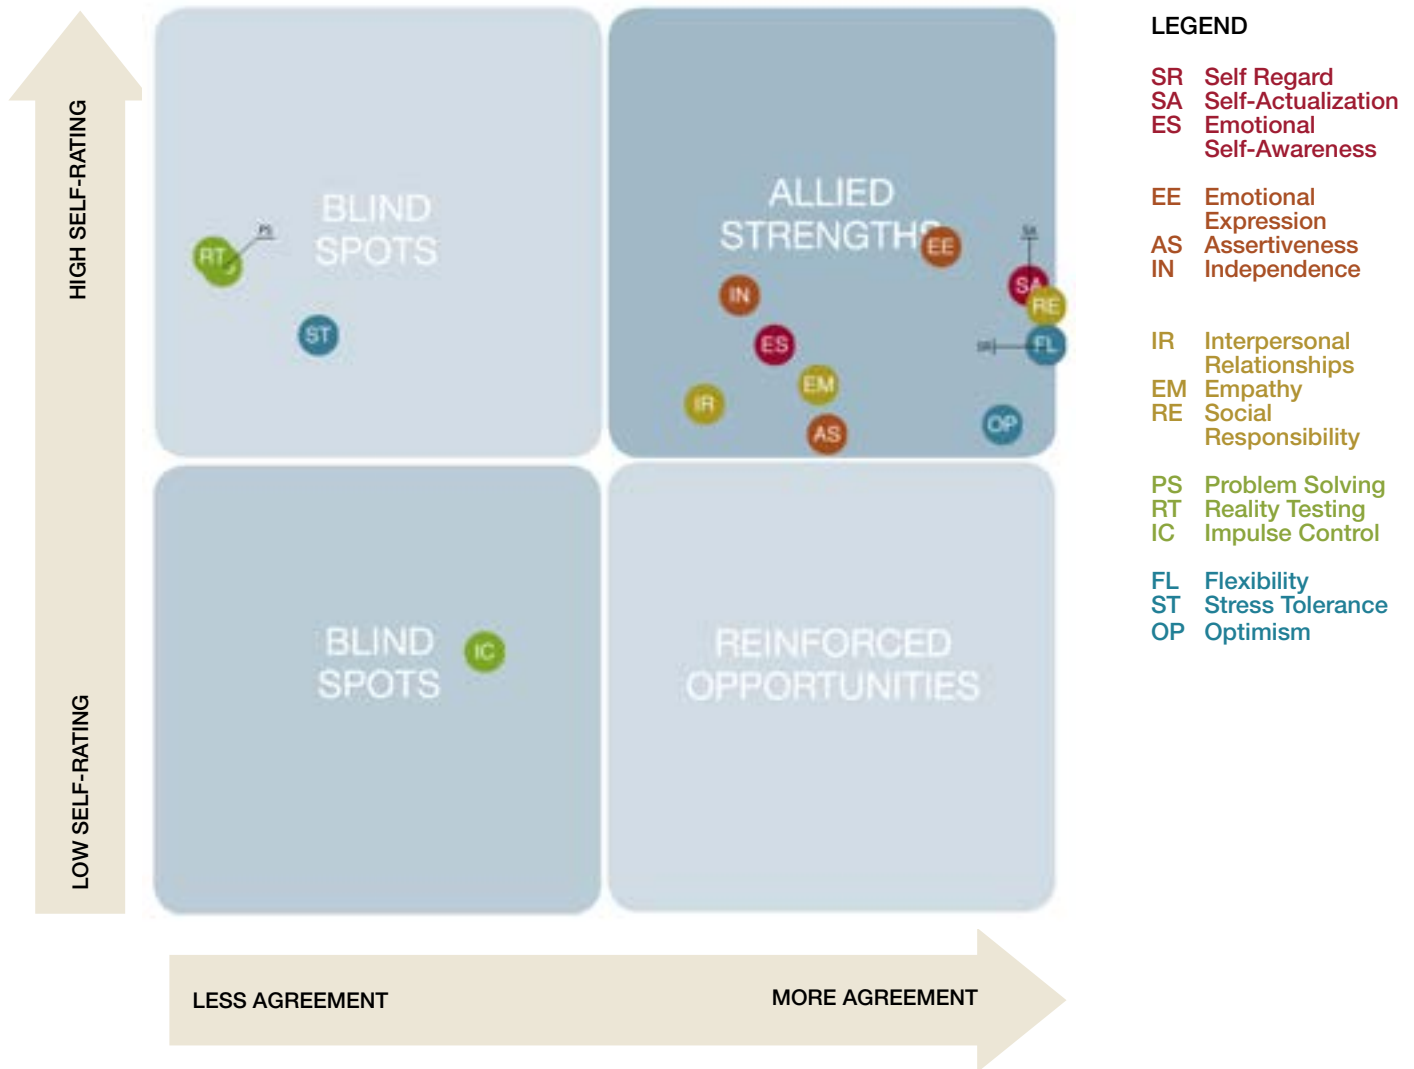 HIGH SELF-RATING
LOW SELF-RATING
BLIND
SPOTS
RT
PS
ST
ALLIED
STRENGTHS
EE
SA
SA
RE
IN
ES
SR
FL
EM
IR
AS
OP
BLIND
SPOTS
IC
REINFORCED
OPPORTUNITIES
LESS AGREEMENT
MORE AGREEMENT
LEGEND
SR Self Regard
SA Self-Actualization
ES Emotional
Self-Awareness
EE Emotional
Expression
AS Assertiveness
IN Independence
IR Interpersonal
Relationships
EM Empathy
RE Social
Responsibility
PS Problem Solving
RT Reality Testing
IC Impulse Control
FL Flexibility
ST Stress Tolerance
OP Optimism